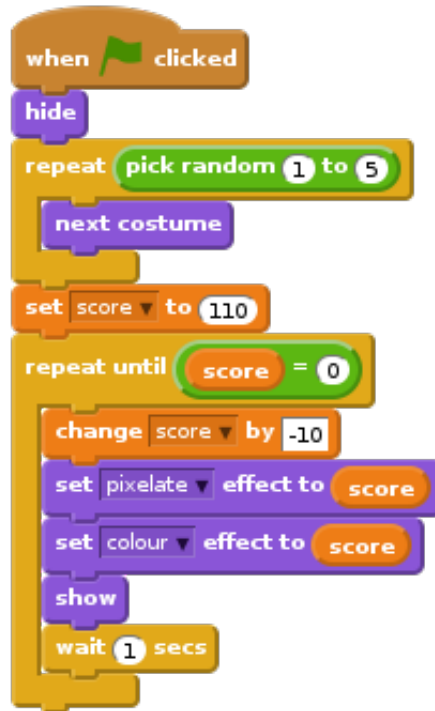 when clicked
hide
repeat pick random 1 to 5
next costume
set score to 110
repeat until score = 0
change score by -10
set pixelate effect to score
set colour effect to score
show
wait 1 secs